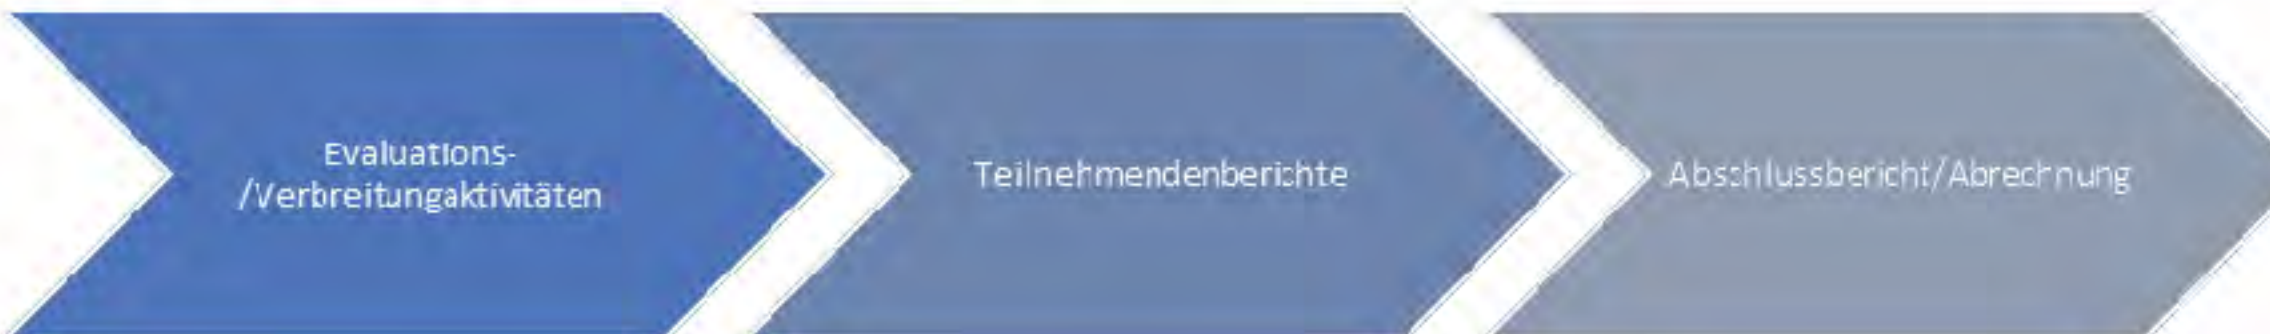 Evaluations-
/Verbreitungaktivitäten
Teilnehmendenberichte
Abschlussbericht/Abrechnung